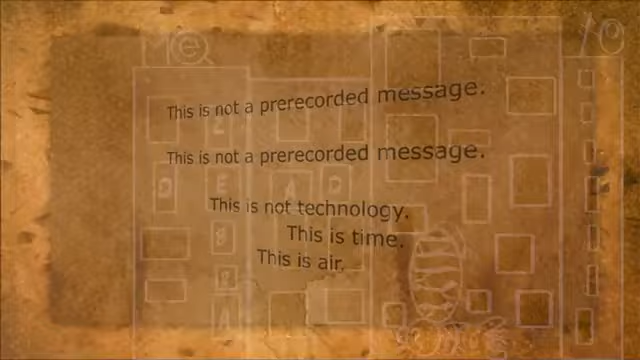 10
This is not a prerecorded message.
This is not a prerecorded message.
D E A D
This is not technology.
This is time.
This is air.